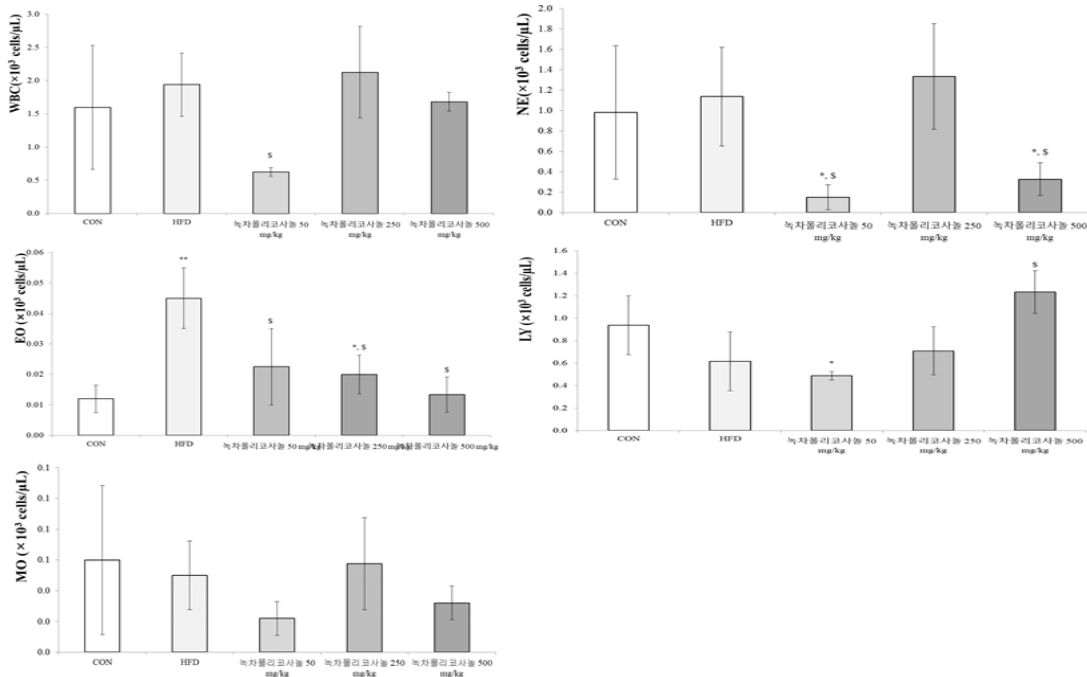 WBC(×10³ cells/µL)
3.0
2.5
2.0
1.5
1.0
0.5
0.0
$
CON
HFD
녹차폴리코사놀 50
mg/kg
녹차폴리코사놀 250
mg/kg
녹차폴리코사놀 500
mg/kg
NE(×10³ cells/µL)
2.0
1.8
1.6
1.4
1.2
1.0
0.8
0.6
0.4
0.2
0.0
*, $
*, $
CON
HFD
녹차폴리코사놀 50
mg/kg
녹차폴리코사놀 250
mg/kg
녹차폴리코사놀 500
mg/kg
EO (×10³ cells/µL)
0.06
0.05
0.04
0.03
0.02
0.01
0.00
**
$
*, $
$
CON
HFD
녹차폴리코사놀 50 mg/kg
녹차폴리코사놀 250 mg/kg
녹차폴리코사놀 500 mg/kg
LY (×10³ cells/µL)
1.6
1.4
1.2
1.0
0.8
0.6
0.4
0.2
0.0
*
$
CON
HFD
녹차폴리코사놀 50
mg/kg
녹차폴리코사놀 250
mg/kg
녹차폴리코사놀 500
mg/kg
MO (×10³ cells/µL)
0.1
0.1
0.1
0.1
0.0
0.0
0.0
CON
HFD
녹차폴리코사놀 50
mg/kg
녹차폴리코사놀 250
mg/kg
녹차폴리코사놀 500
mg/kg